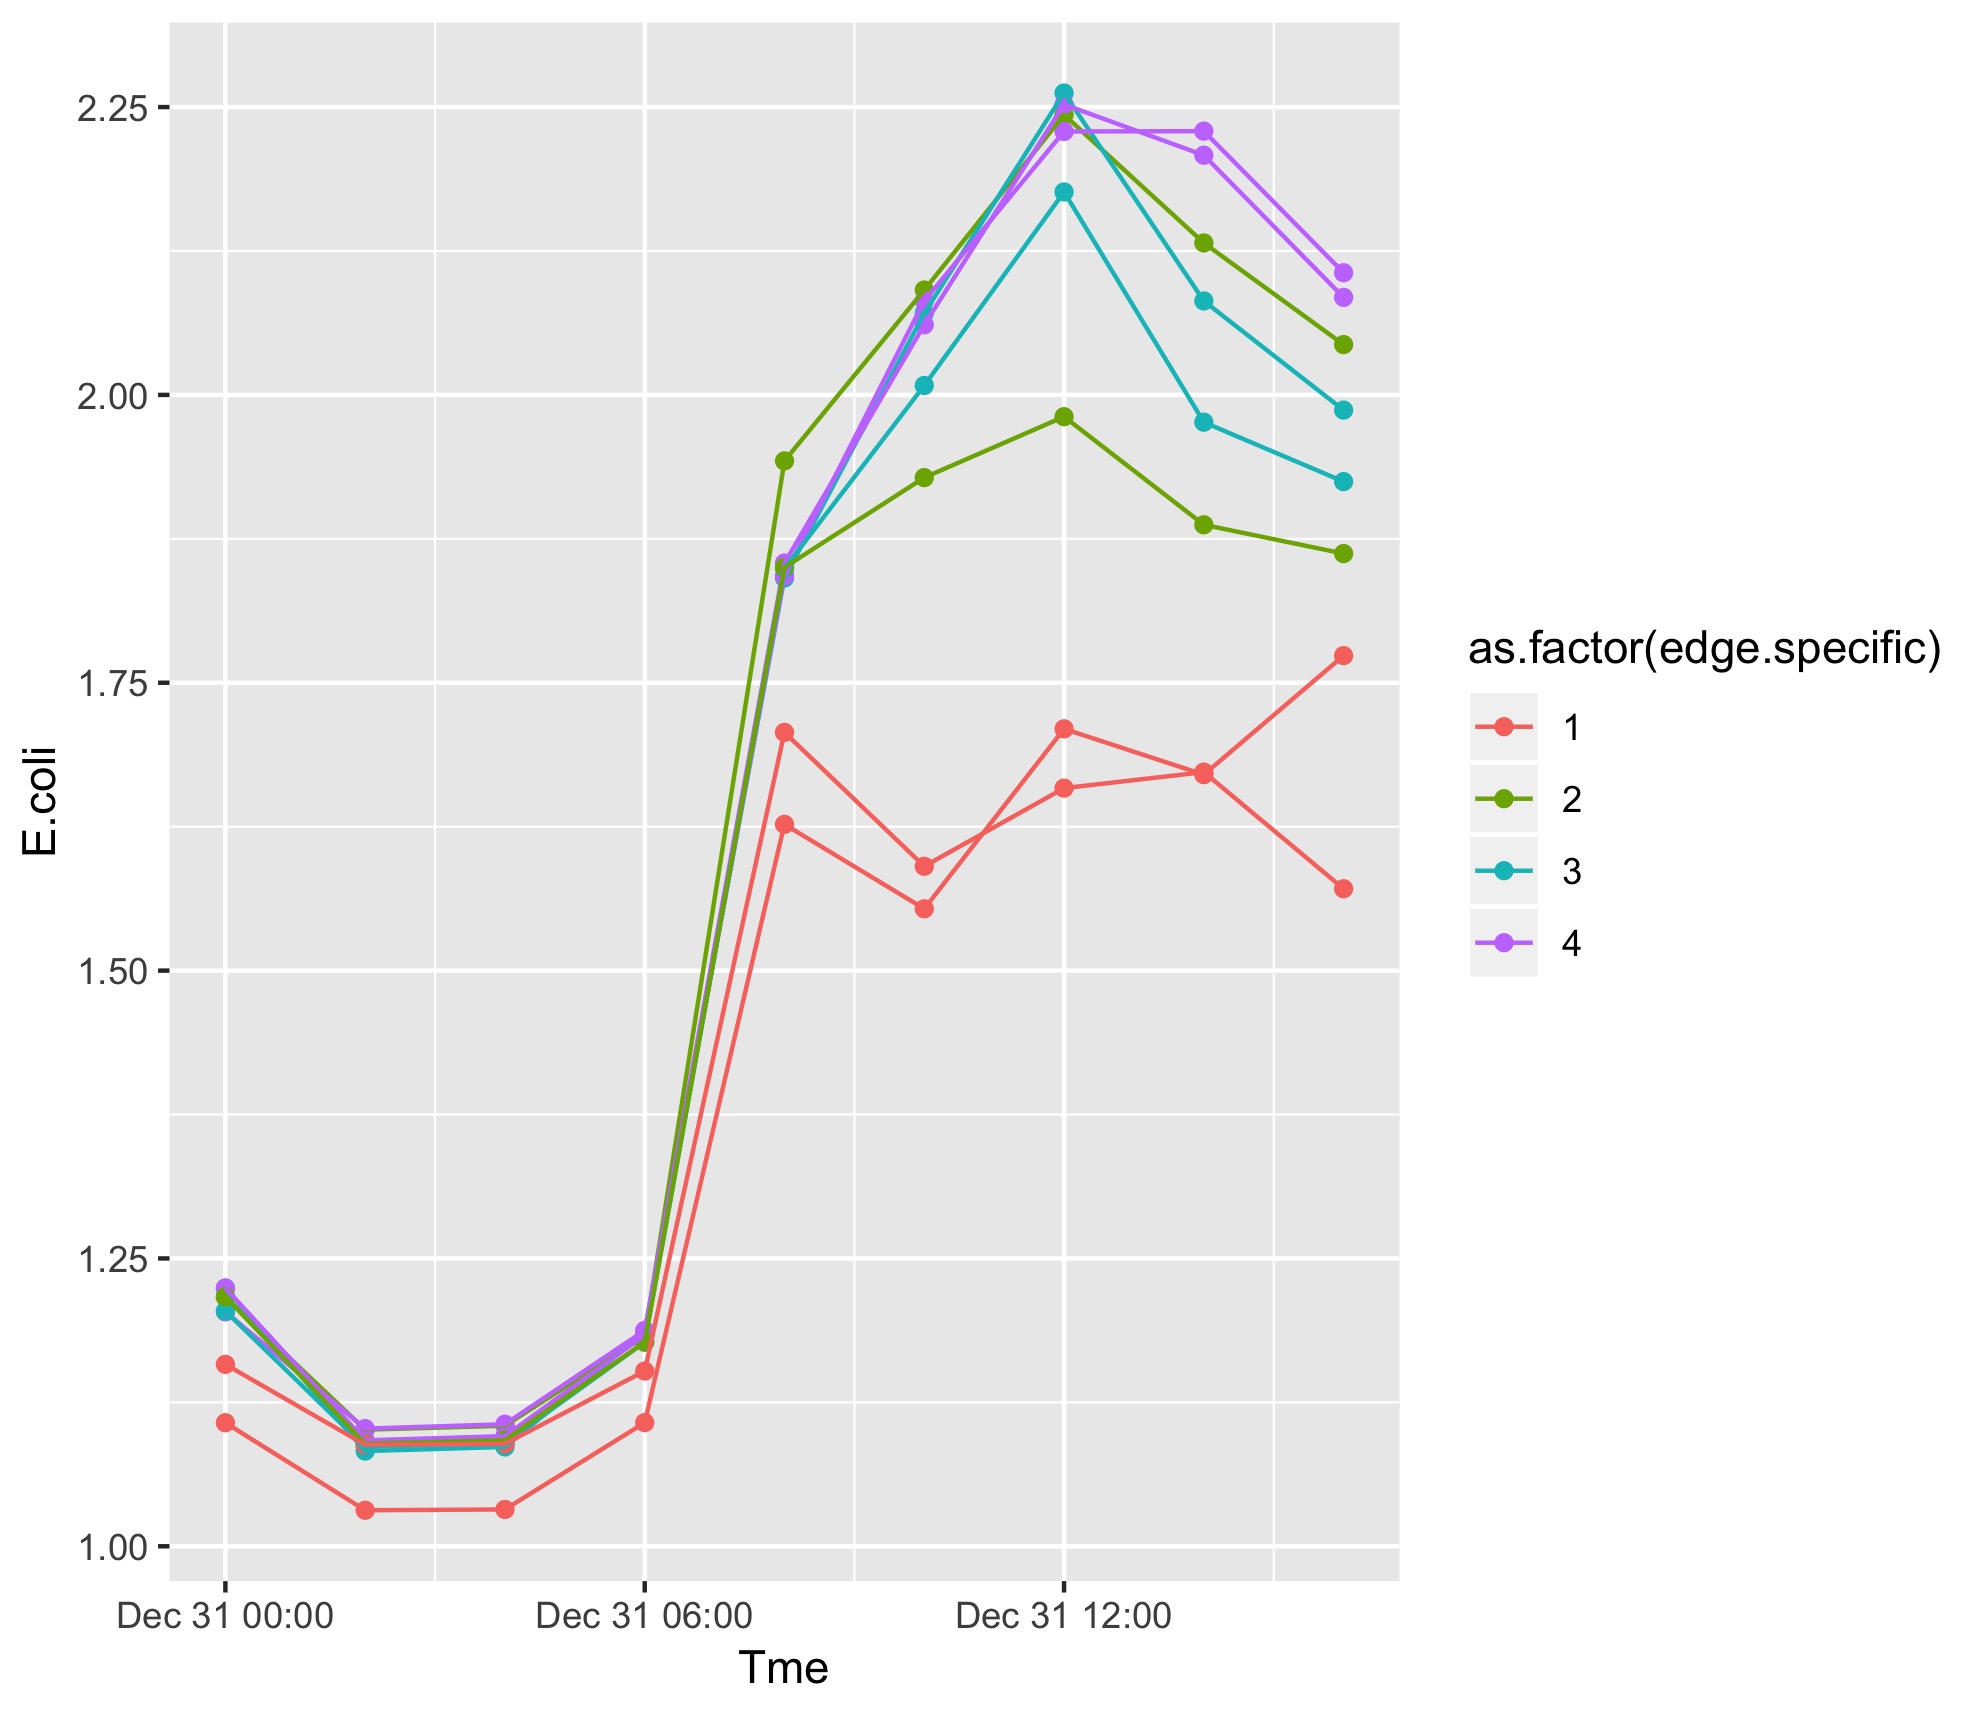 2.25
2.00
1.75
1.50
1.25
1.00
E.coli
Dec 31 00:00 Dec 31 06:00 Dec 31 12:00
Tme
as.factor(edge.specific)
1
2
3
4